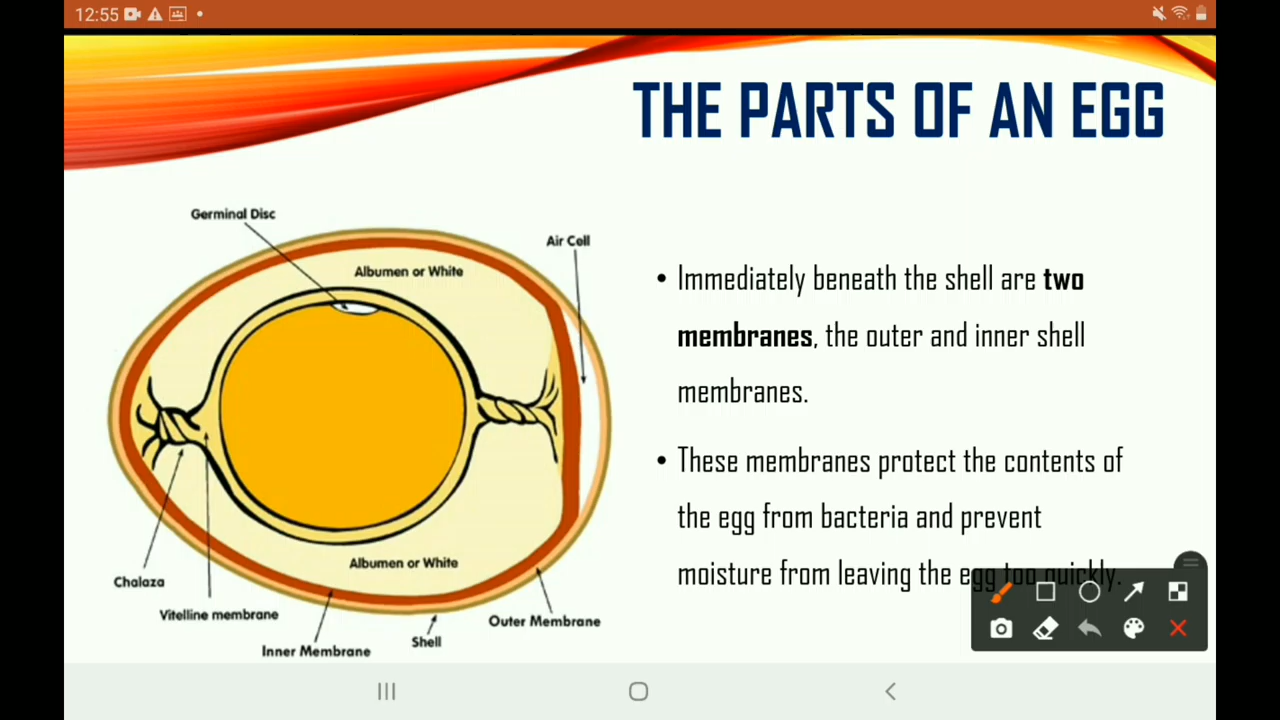 12:55
THE PARTS OF AN EGG
Germinal Disc
Air Cell
Albumen or White
• Immediately beneath the shell are two
membranes, the outer and inner shell
membranes.
• These membranes protect the contents of
the egg from bacteria and prevent
moisture from leaving the egg too quickly.
Albumen or White
Chalaza
Vitelline membrane
Outer Membrane
Shell
Inner Membrane